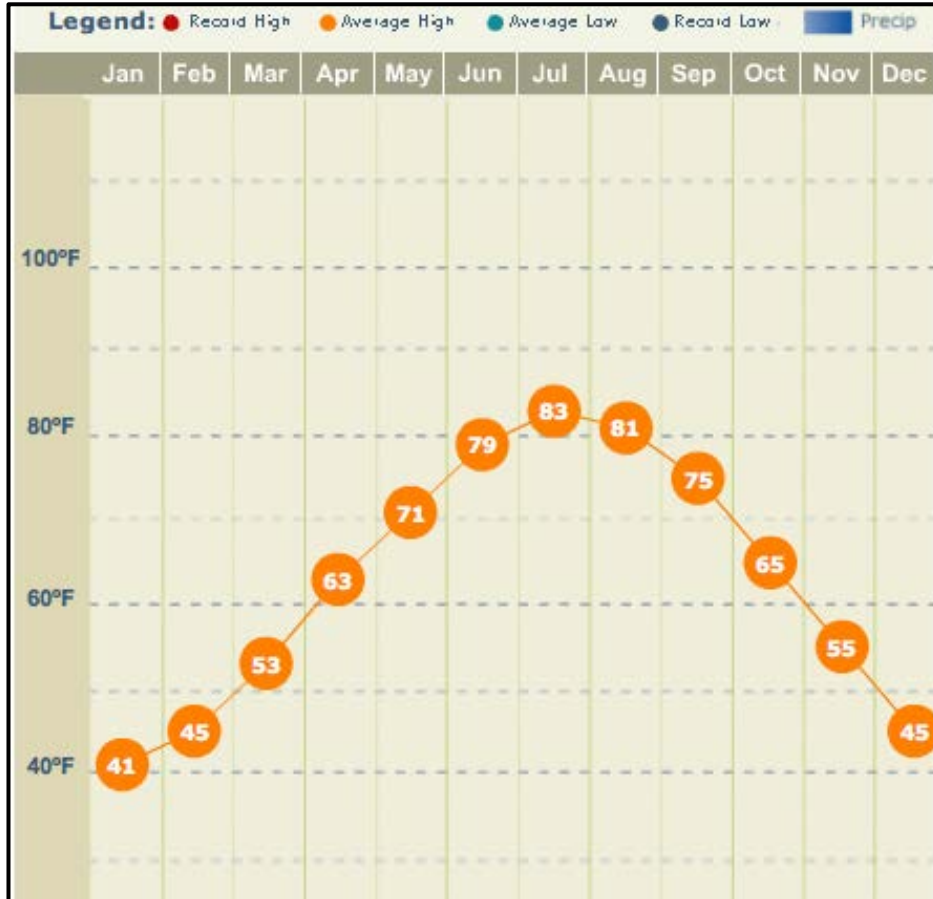 Legend: Record High Average High Average Low Record Low Precip
Jan Feb Mar Apr May Jun Jul Aug Sep Oct Nov Dec
100°F
80°F
83
81
79
75
71
60°F
65
63
55
53
40°F
45
45
41